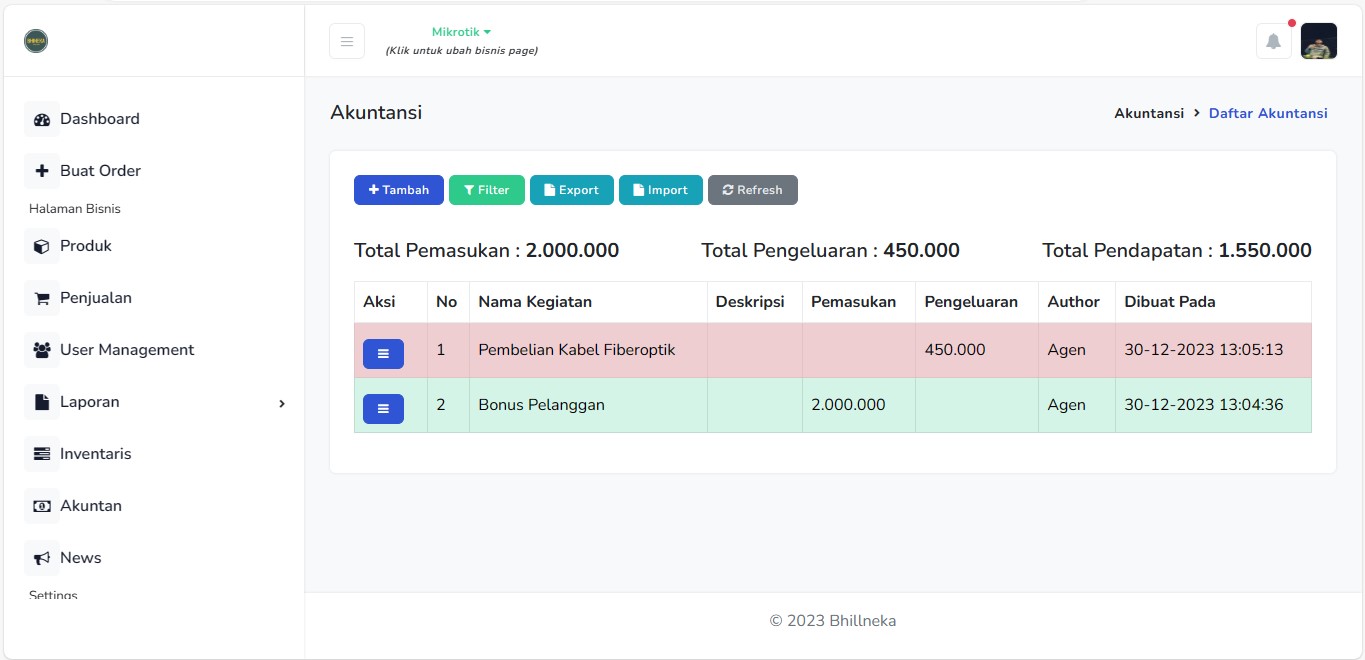 Mikrotik
(Klik untuk ubah bisnis page)
Dashboard
Buat Order
Halaman Bisnis
Produk
Penjualan
User Management
Laporan
Inventaris
Akuntan
News
Settings
Akuntansi
Akuntansi > Daftar Akuntansi
Tambah Filter Export Import Refresh
Total Pemasukan : 2.000.000 Total Pengeluaran : 450.000 Total Pendapatan : 1.550.000
Aksi No Nama Kegiatan Deskripsi Pemasukan Pengeluaran Author Dibuat Pada
1 Pembelian Kabel Fiberoptik 450.000 Agen 30-12-2023 13:05:13
2 Bonus Pelanggan 2.000.000 Agen 30-12-2023 13:04:36
© 2023 Bhillneka